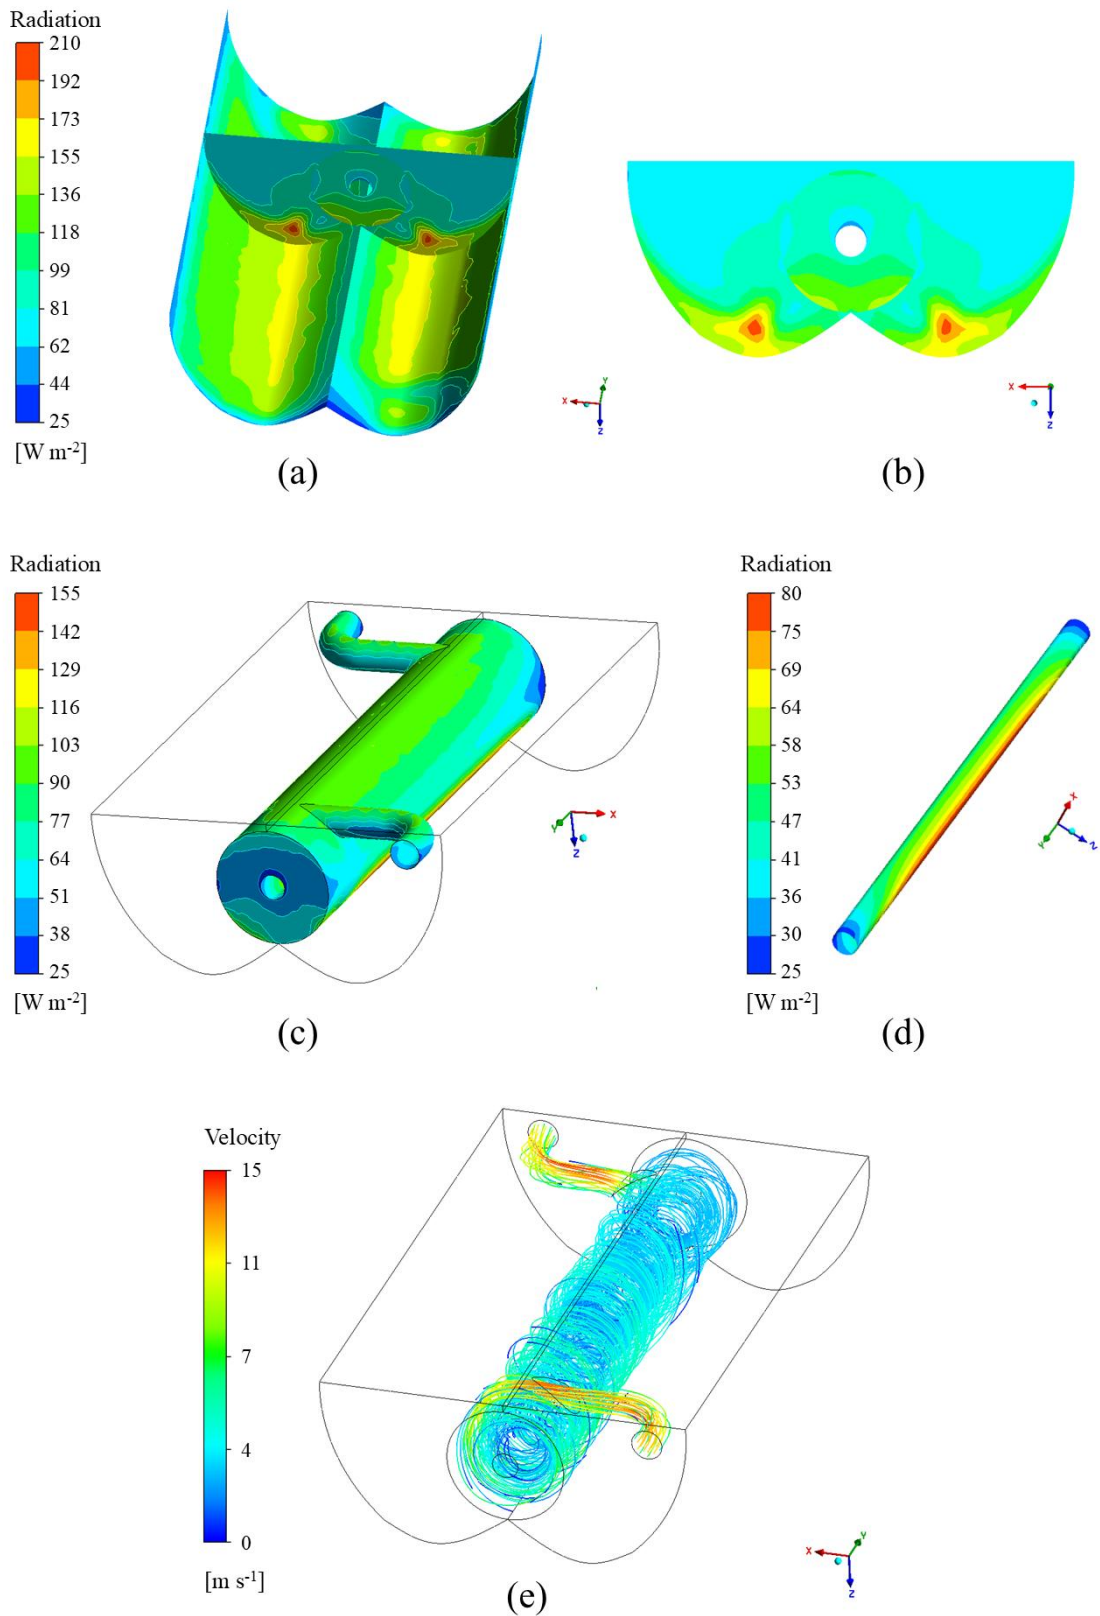 Radiation
210
192
173
155
136
118
99
81
62
44
25
[W m-2]
X
Y
Z
(a)
X
Z
(b)
Radiation
155
142
129
116
103
90
77
64
51
38
25
[W m-2]
X
Y
Z
(c)
Radiation
80
75
69
64
58
53
47
41
36
30
25
[W m-2]
X
Y
Z
(d)
Velocity
15
11
7
4
0
[m s-1]
X
Y
Z
(e)